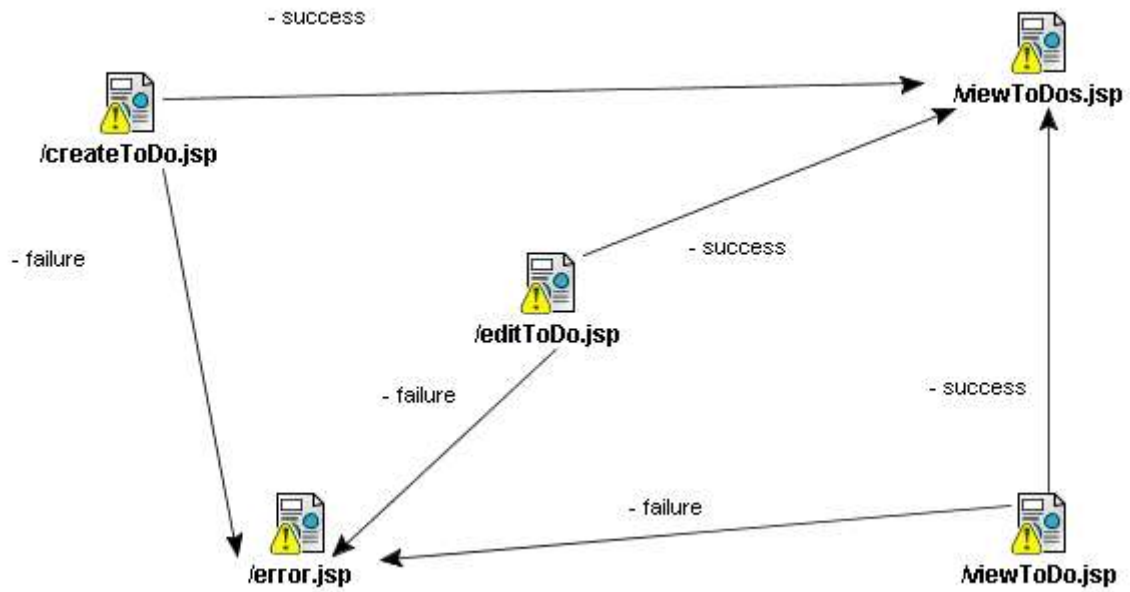 - success
/viewToDos.jsp
/createToDo.jsp
- failure
- success
/editToDo.jsp
- failure
- success
- failure
/error.jsp
/viewToDo.jsp